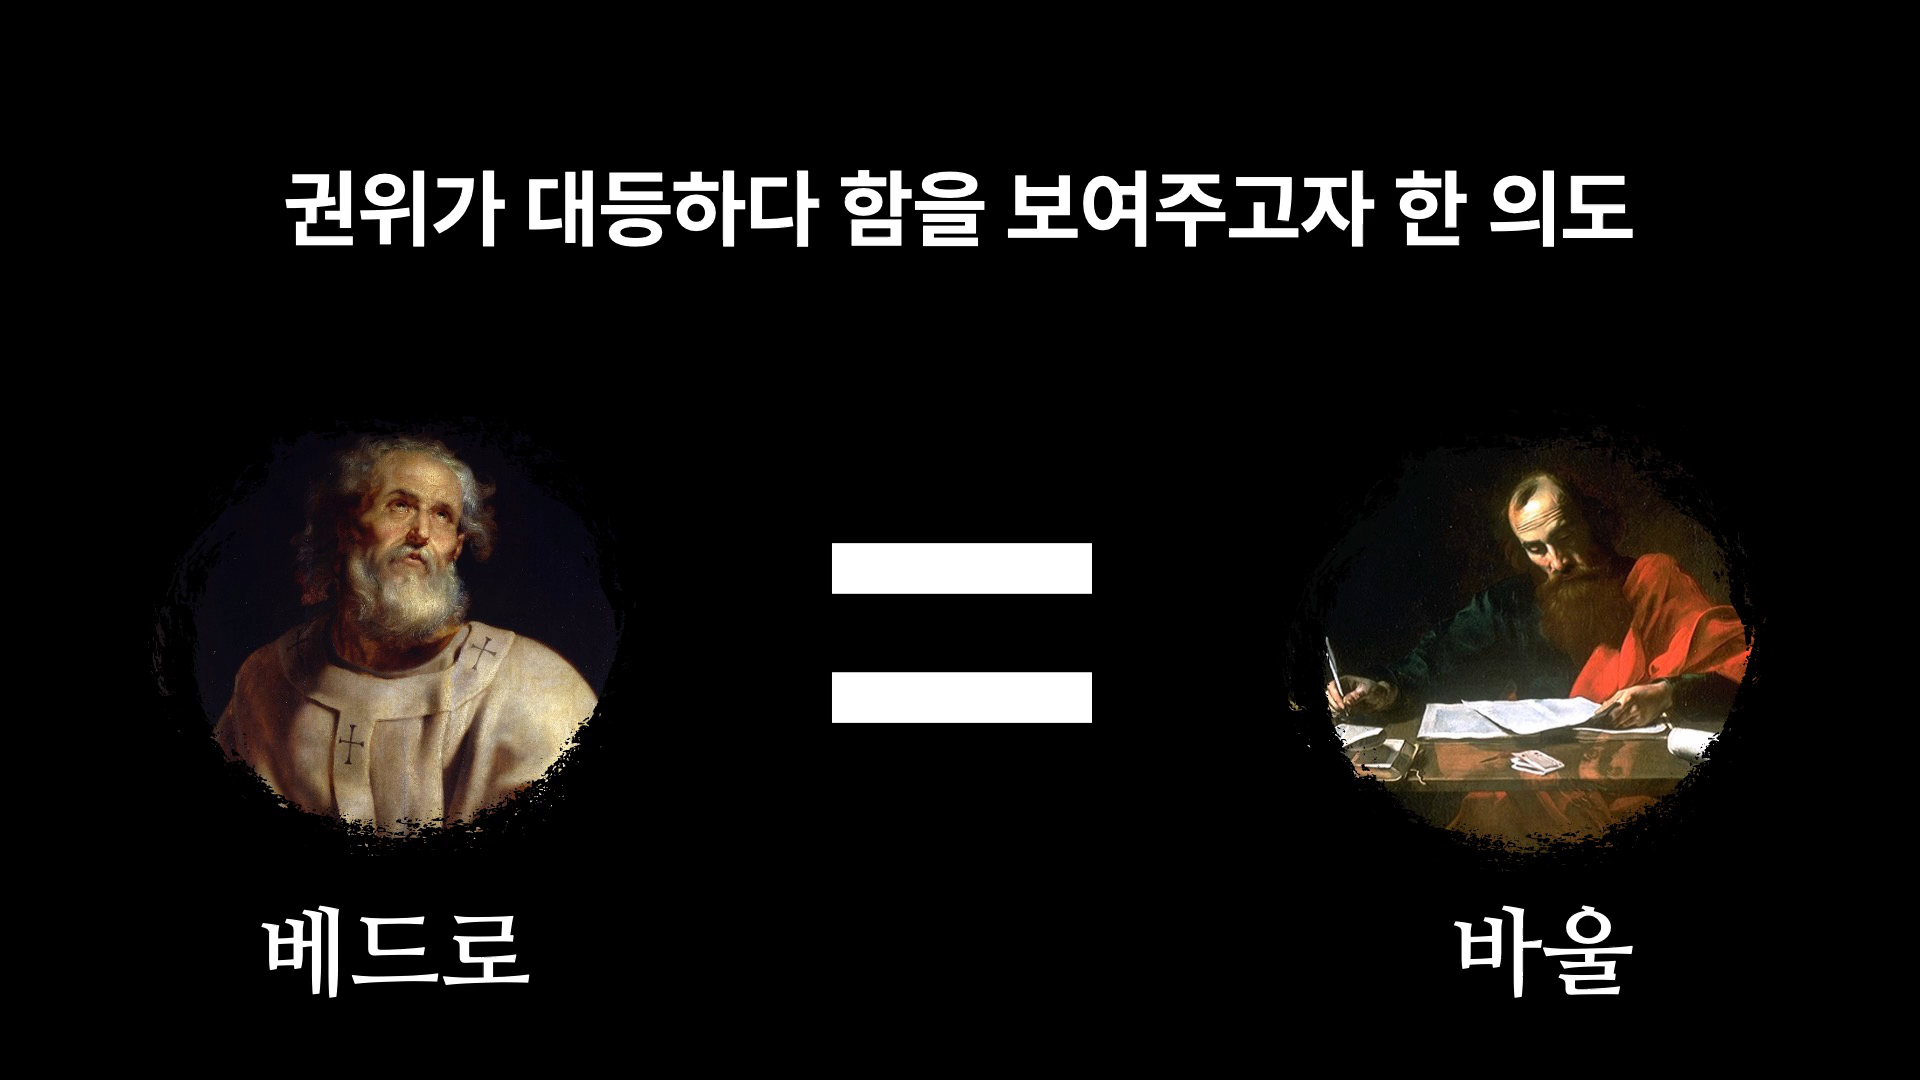 권위가 대등하다 함을 보여주고자 한 의도
베드로
바울